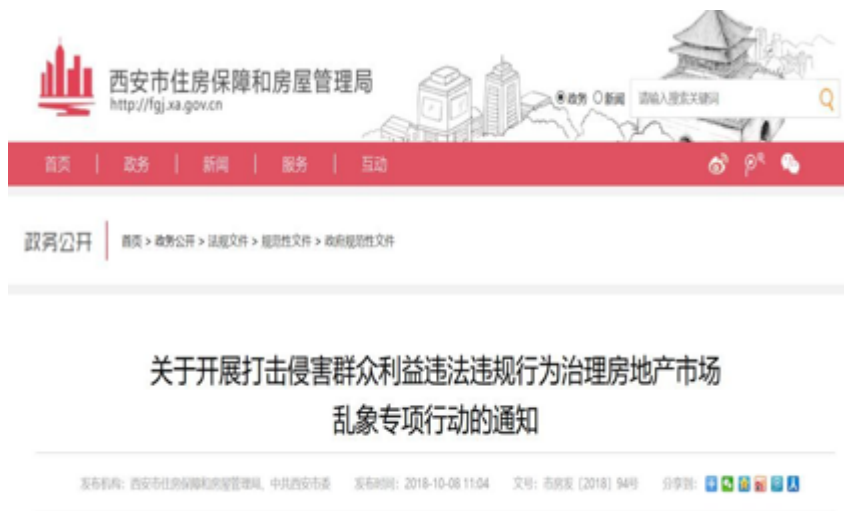 西安市住房保障和房屋管理局
http://fgj.xa.gov.cn
政务 新闻 请输入搜索关键词
首页 | 政务 | 新闻 | 服务 | 互动
政务公开 首页 > 政务公开 > 法规文件 > 规范性文件 > 政府规范性文件
关于开展打击侵害群众利益违法违规行为治理房地产市场
乱象专项行动的通知
发布机构: 西安市住房保障和房屋管理局、中共西安市委 发布时间: 2018-10-08 11:04 文号: 市房发 [2018] 94号 分享到: